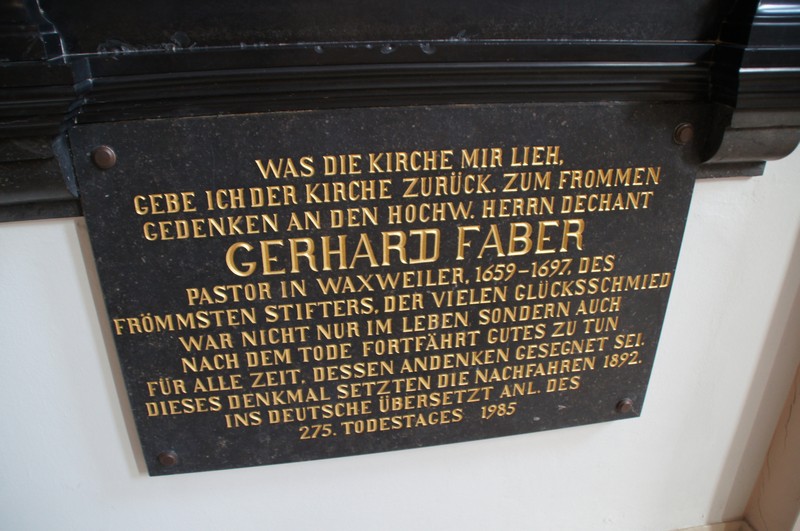 WAS DIE KIRCHE MIR LIEH,
GEBE ICH DER KIRCHE ZURÜCK. ZUM FROMMEN
GEDENKEN AN DEN HOCHW. HERRN DECHANT
GERHARD FABER
PASTOR IN WAXWEILER, 1659–1697, DES
FRÖMMSTEN STIFTERS, DER VIELEN GLÜCKSSCHMIED
WAR NICHT NUR IM LEBEN SONDERN AUCH
NACH DEM TODE FORTFÄHRT GUTES ZU TUN
FÜR ALLE ZEIT, DESSEN ANDENKEN GESEGNET SEI.
DIESES DENKMAL SETZTEN DIE NACHFAHREN 1892.
INS DEUTSCHE ÜBERSETZT ANL. DES
275. TODESTAGES 1985